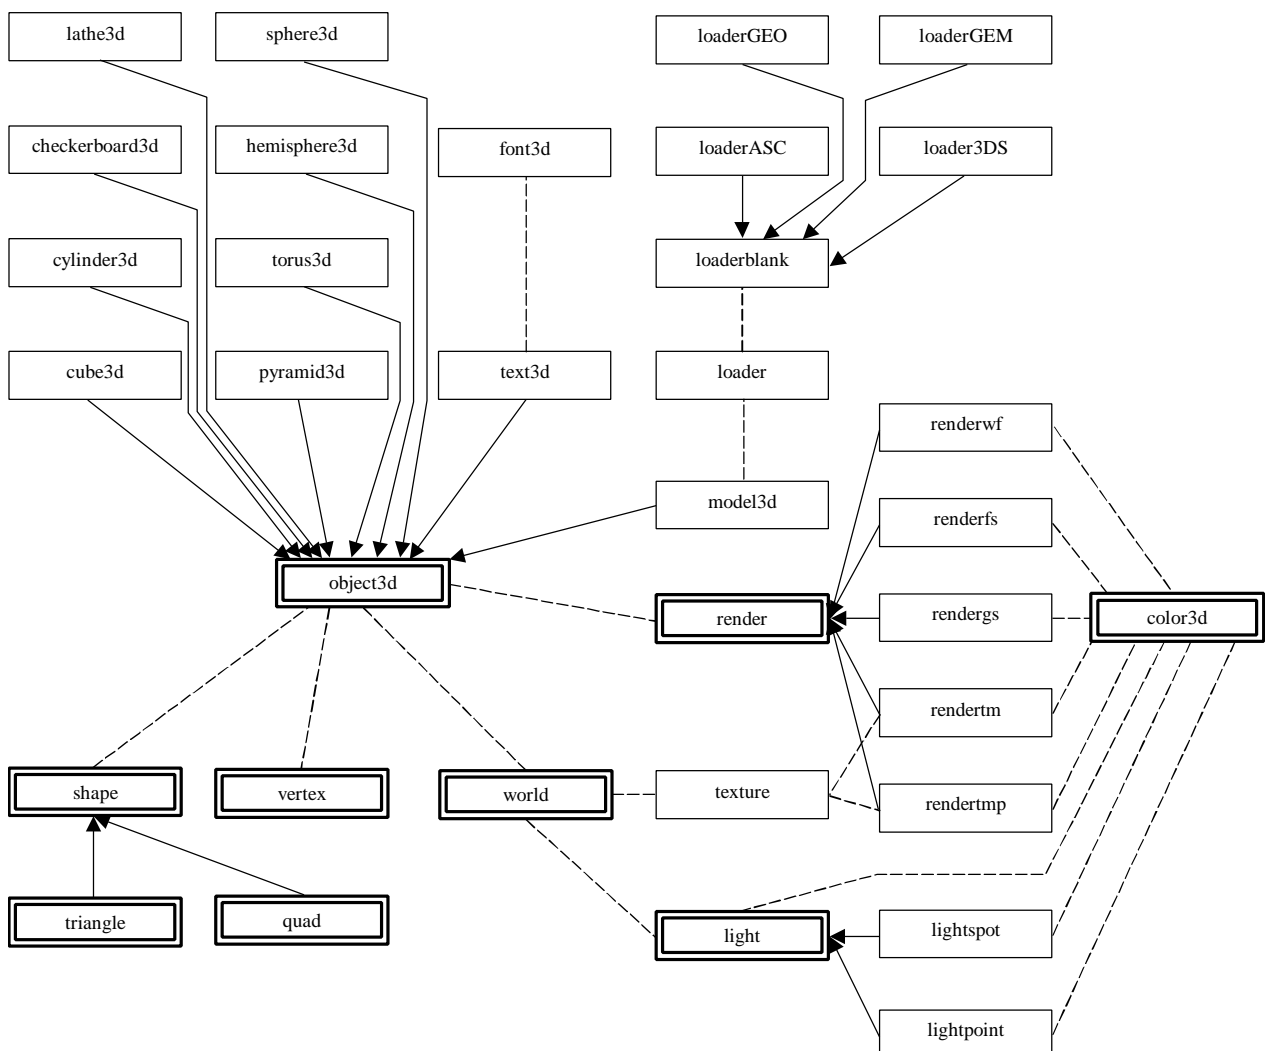 lathe3d
sphere3d
loaderGEO
loaderGEM
checkerboard3d
hemisphere3d
font3d
loaderASC
loader3DS
cylinder3d
torus3d
loaderblank
cube3d
pyramid3d
text3d
loader
renderwf
model3d
renderfs
object3d
render
rendergs
color3d
rendertm
shape
vertex
world
texture
rendertmp
triangle
quad
light
lightspot
lightpoint